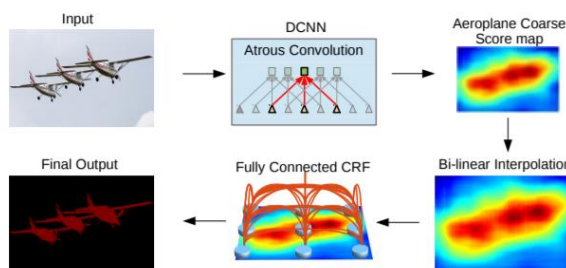 Input
DCNN
Atrous Convolution
Aeroplane Coarse
Score map
Final Output
Fully Connected CRF
Bi-linear Interpolation